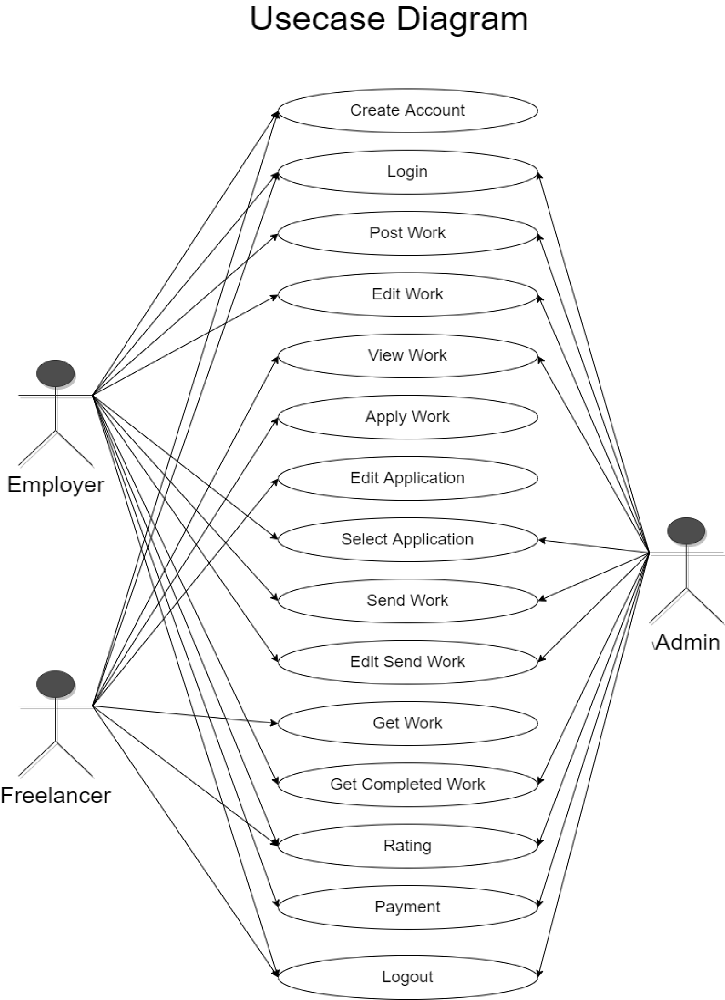 Usecase Diagram
Create Account
Login
Post Work
Edit Work
View Work
Apply Work
Employer
Edit Application
Select Application
Send Work
\Admin
Edit Send Work
Get Work
Freelancer
Get Completed Work
Rating
Payment
Logout